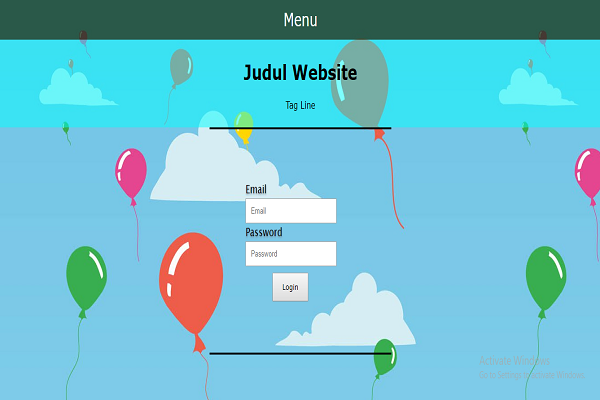 Menu
Judul Website
Tag Line
Email
Email
Password
Password
Login
Activate Windows
Go to Settings to activate Windows.